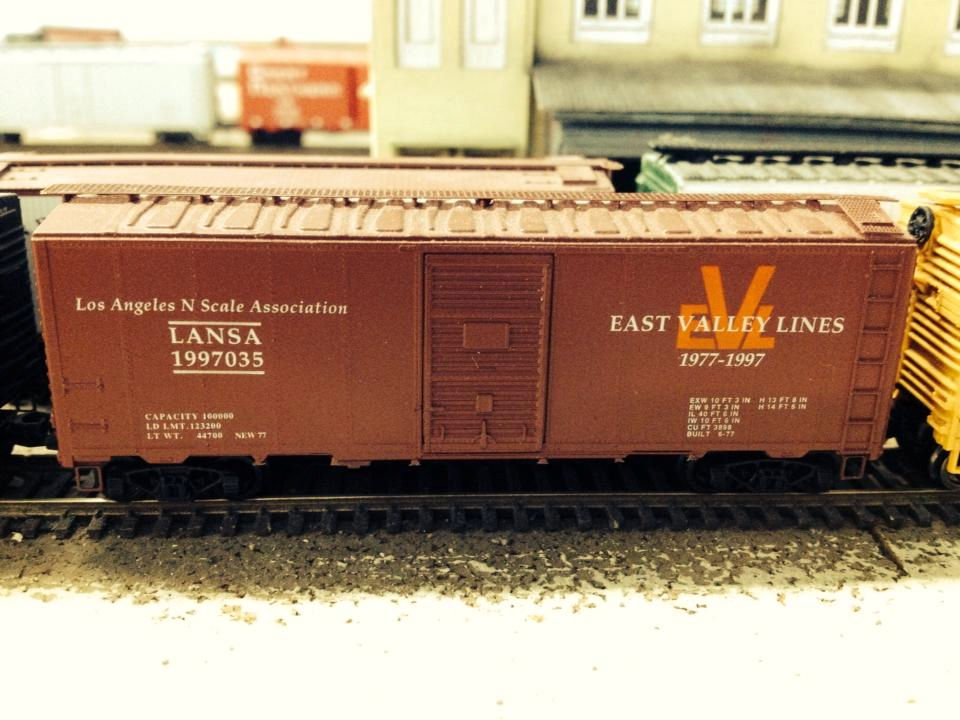 Los Angeles N Scale Association
LANSA
1997035
CAPACITY 100000
LD LMT. 123200
LT WT. 44700 NEW 77
EVL
EAST VALLEY LINES
1977-1997
EXW 10 FT 3 IN H 13 FT 8 IN
EW 9 FT 3 IN H 14 FT 6 IN
IL 40 FT 6 IN
IW 10 FT 6 IN
CU FT 3898
BUILT 6-77